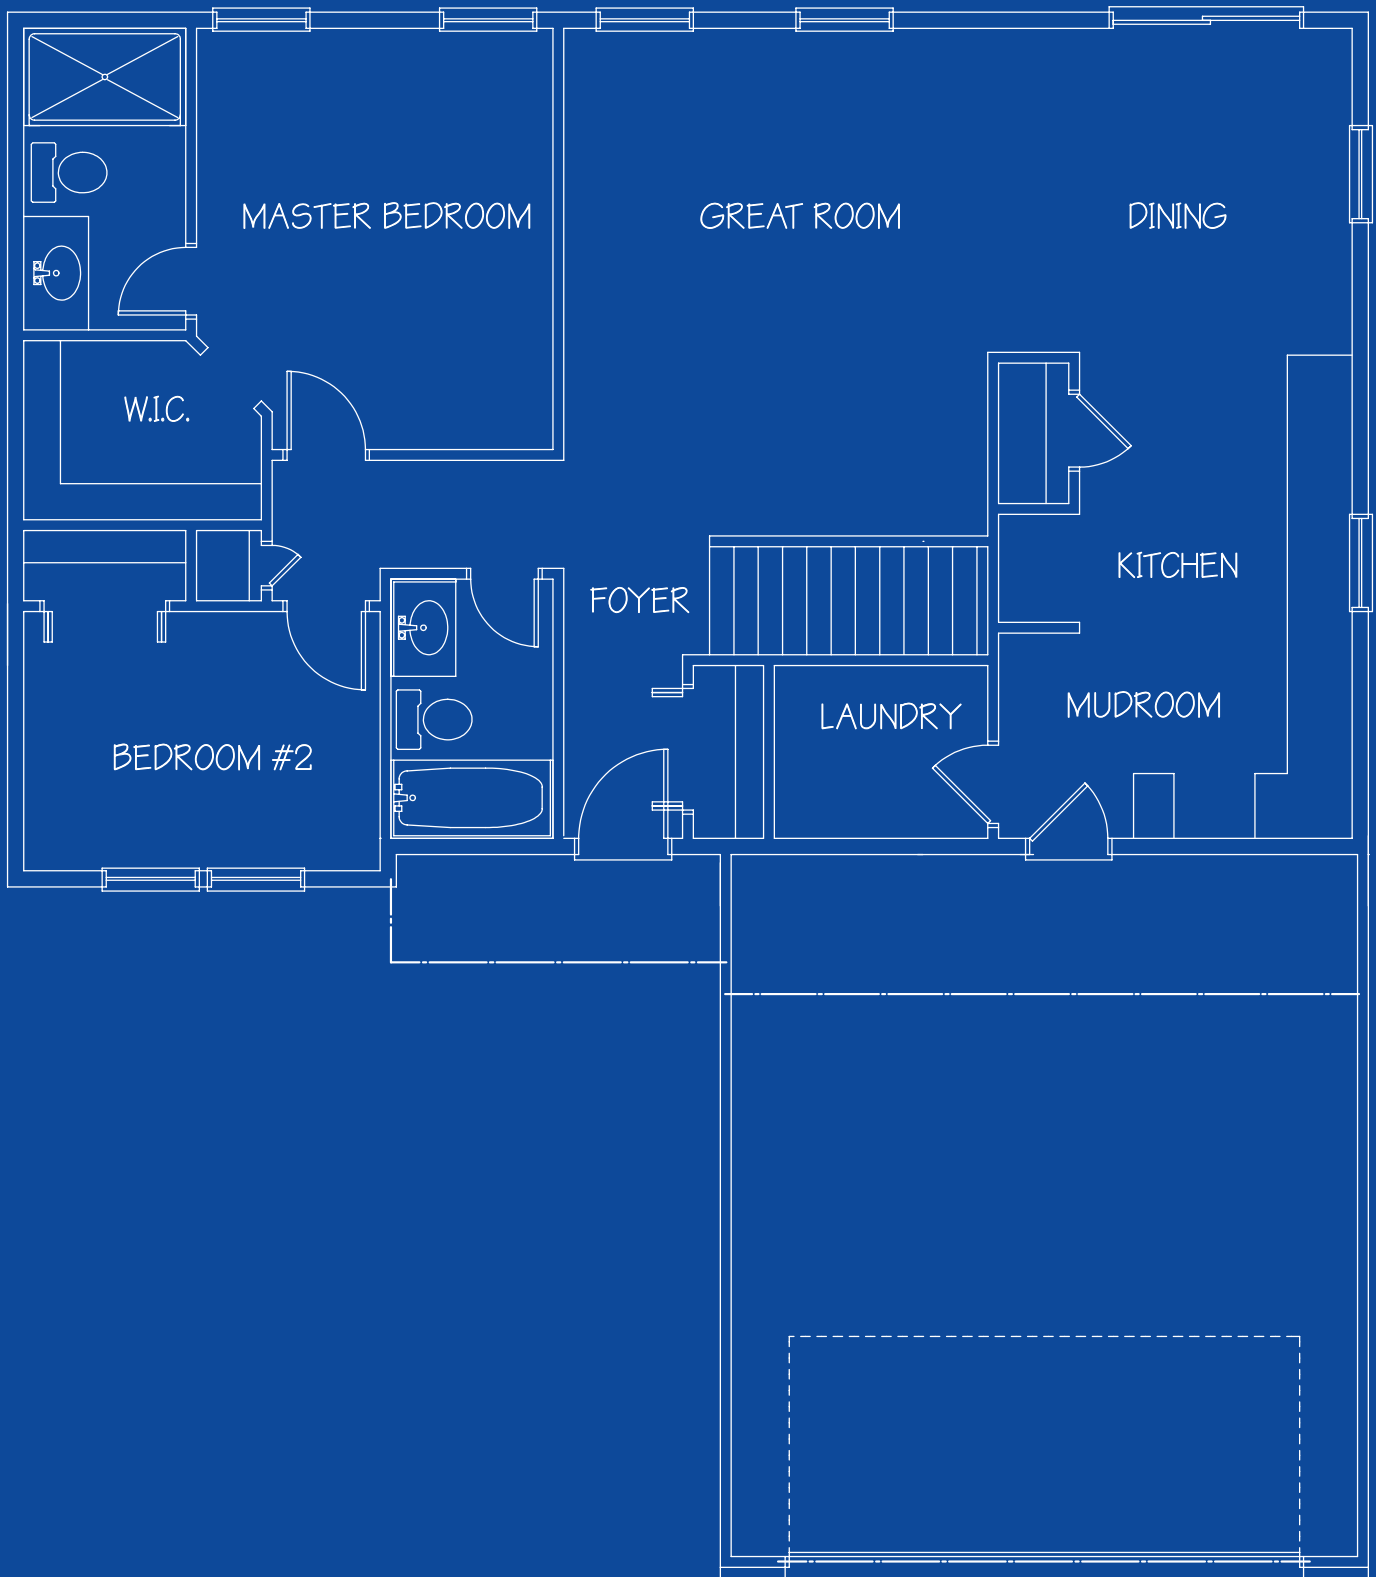 MASTER BEDROOM
GREAT ROOM
DINING
W.I.C.
KITCHEN
FOYER
MUDROOM
LAUNDRY
BEDROOM #2